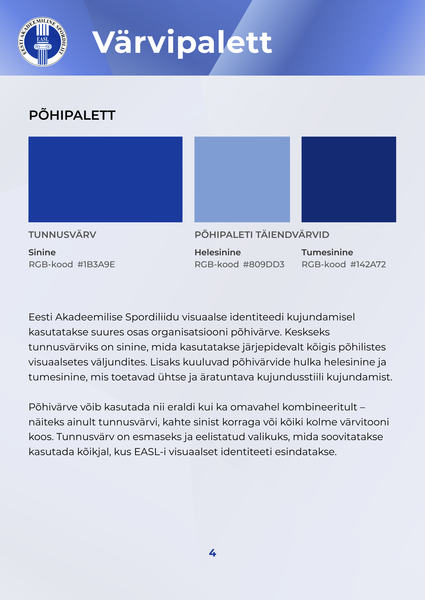 EESTI AKADEEMILINE SPORDILIIT
EASL
Värvipalett
PÕHIPALETT
TUNNUSVÄRV
PÕHIPALETI TÄIENDVÄRVID
Sinine
Helesinine
Tumesinine
RGB-kood #1B3A9E
RGB-kood #809DD3
RGB-kood #142A72
Eesti Akadeemilise Spordiliidu visuaalse identiteedi kujundamisel
kasutatakse suures osas organisatsiooni põhivärve. Keskseks
tunnusvärviks on sinine, mida kasutatakse järjepidevalt kõigis põhilistes
visuaalsetes väljundites. Lisaks kuuluvad põhivärvide hulka helesinine ja
tumesinine, mis toetavad ühtse ja äratuntava kujundusstiili kujundamist.
Põhivärve võib kasutada nii eraldi kui ka omavahel kombineeritult –
näiteks ainult tunnusvärvi, kahte sinist korraga või kõiki kolme värvitooni
koos. Tunnusvärv on esmaseks ja eelistatud valikuks, mida soovitatakse
kasutada kõikjal, kus EASL-i visuaalset identiteeti esindatakse.
4